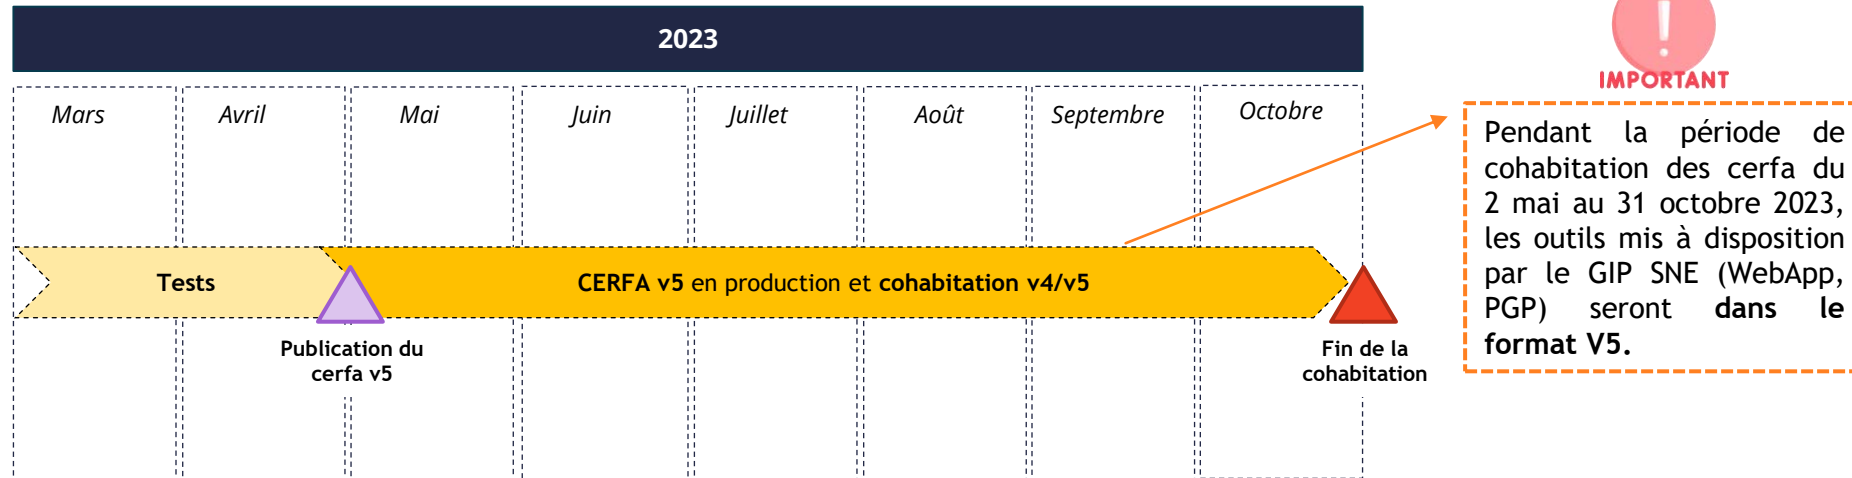 2023
IMPORTANT
Mars
Avril
Mai
Juin
Juillet
Août
Septembre
Octobre
Pendant la période de
cohabitation des cerfa du
2 mai au 31 octobre 2023,
les outils mis à disposition
par le GIP SNE (WebApp,
PGP) seront dans le
format V5.
Tests
CERFA v5 en production et cohabitation v4/v5
Publication du
cerfa v5
Fin de la
cohabitation